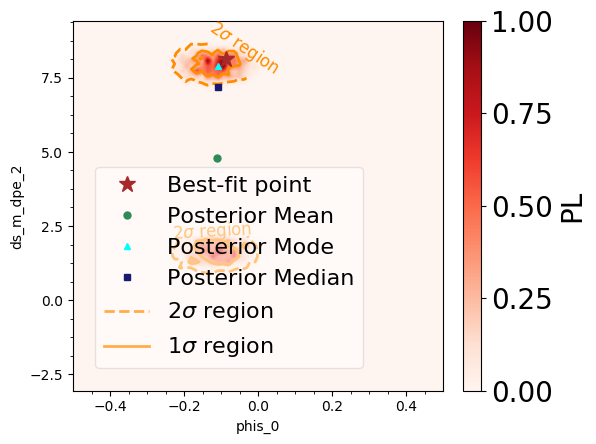 2σ region
1.00
0.75
0.50
0.25
0.00
PL
7.5
5.0
2.5
0.0
−2.5
ds_m_dpe_2
2σ region
Best-fit point
Posterior Mean
Posterior Mode
Posterior Median
2σ region
1σ region
−0.4
−0.2
0.0
0.2
0.4
phis_0